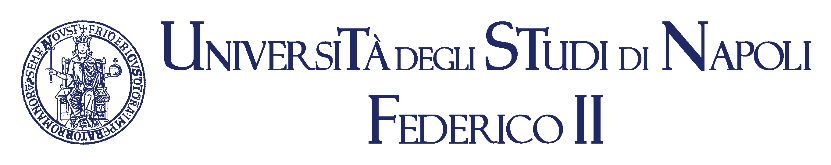 UNIVERSITÀ DEGLI STUDI DI NAPOLI
FEDERICO II